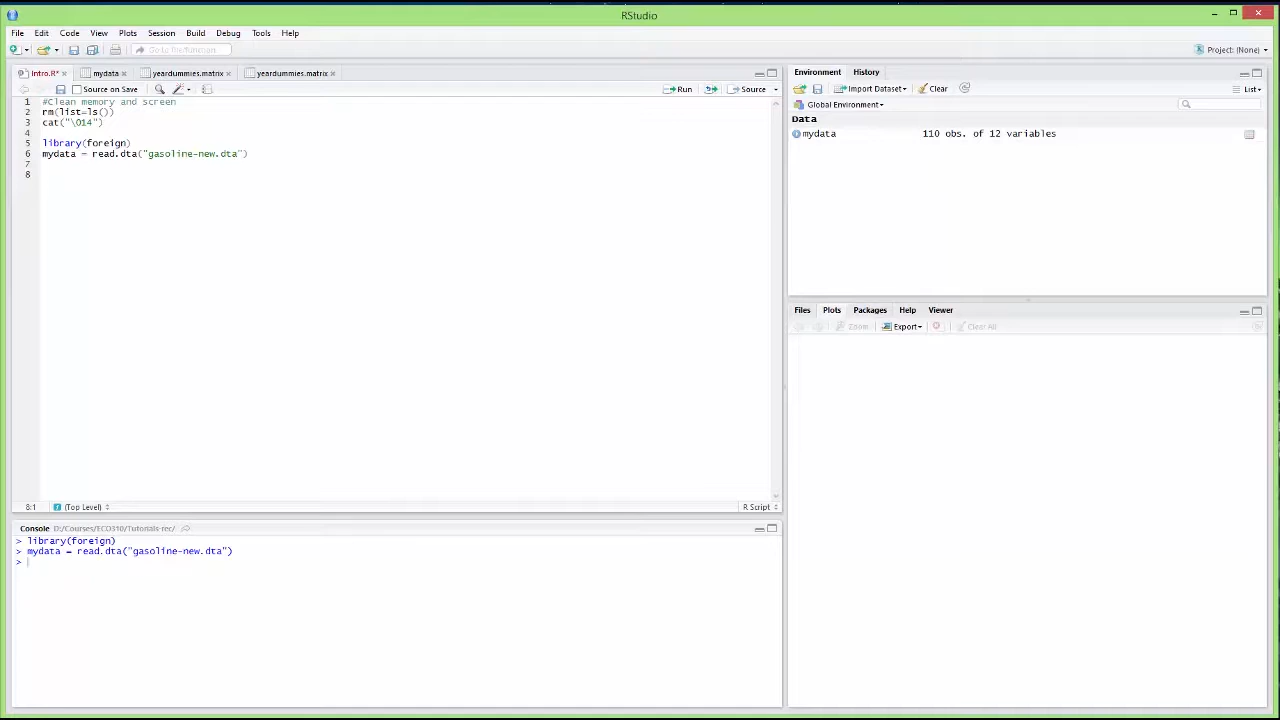 RStudio
File Edit Code View Plots Session Build Debug Tools Help
Go to file/function Project: (None)
Intro.R* mydata yeardummies.matrix yeardummies.matrix
Source on Save Run Source
1 #Clean memory and screen
2 rm(list=ls())
3 cat("\014")
4
5 library(foreign)
6 mydata = read.dta("gasoline-new.dta")
7
8
8:1 (Top Level) R Script
Console D:/Courses/ECO310/Tutorials-rec/
> library(foreign)
> mydata = read.dta("gasoline-new.dta")
>
Environment History
Import Dataset Clear List
Global Environment
Data
mydata 110 obs. of 12 variables
Files Plots Packages Help Viewer
Zoom Export Clear All